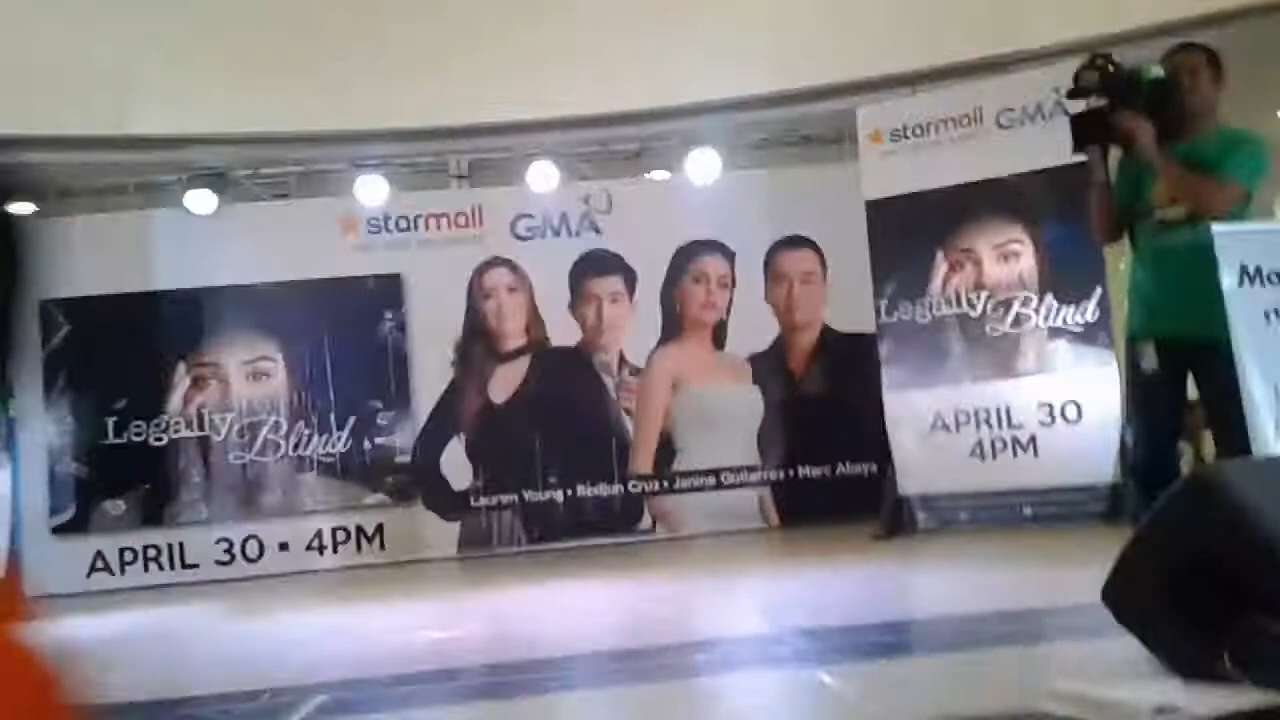 starmall GMA
Legally Blind
APRIL 30 ▪ 4PM
Lauren Young • Rodjun Cruz • Janine Gutierrez • Marc Abaya
starmall GMA
Legally Blind
APRIL 30
4PM